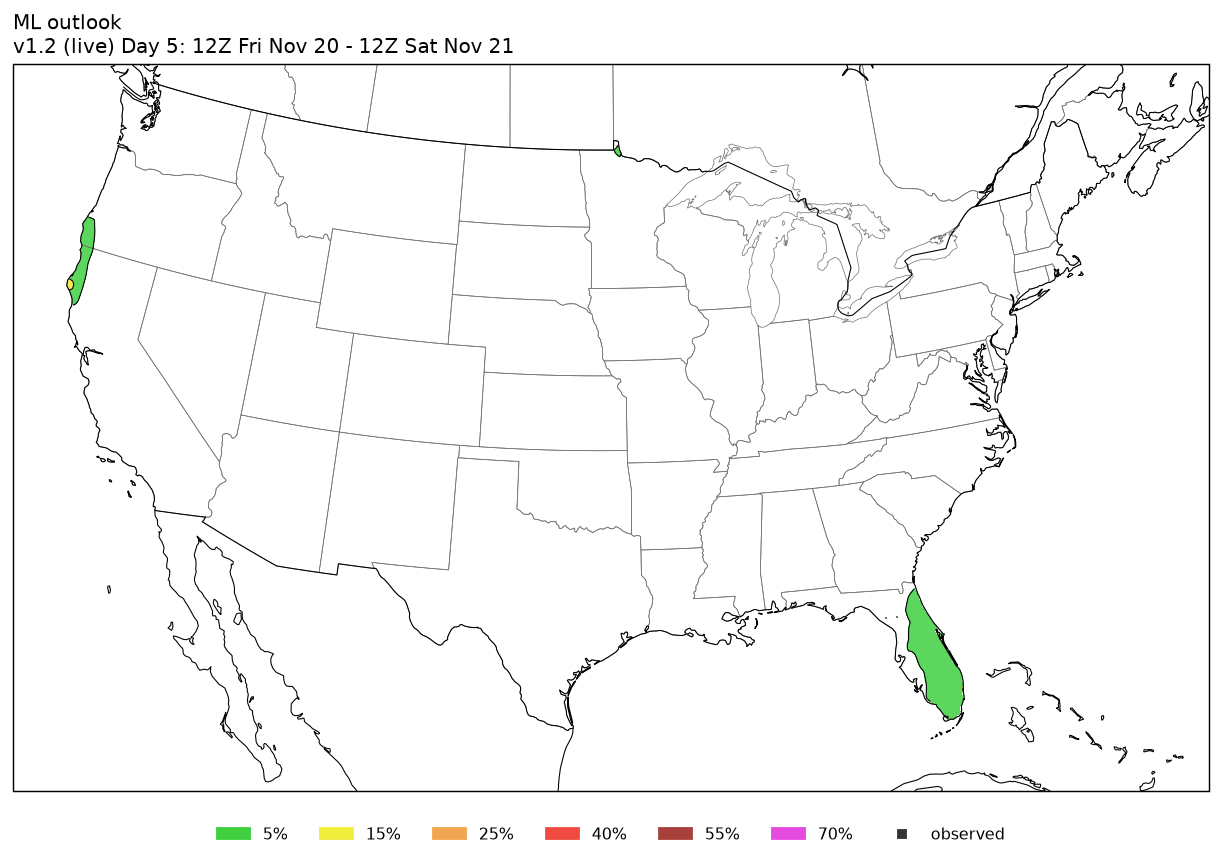 ML outlook
v1.2 (live) Day 5: 12Z Fri Nov 20 - 12Z Sat Nov 21
5% 15% 25% 40% 55% 70% observed